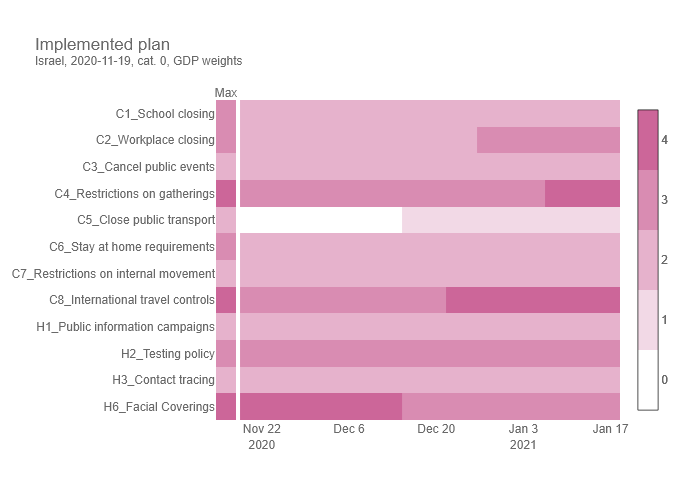 Implemented plan
Israel, 2020-11-19, cat. 0, GDP weights
Max
C1_School closing
C2_Workplace closing
C3_Cancel public events
C4_Restrictions on gatherings
C5_Close public transport
C6_Stay at home requirements
C7_Restrictions on internal movement
C8_International travel controls
H1_Public information campaigns
H2_Testing policy
H3_Contact tracing
H6_Facial Coverings
Nov 22 Dec 6 Dec 20 Jan 3 Jan 17
2020 2021
4
3
2
1
0